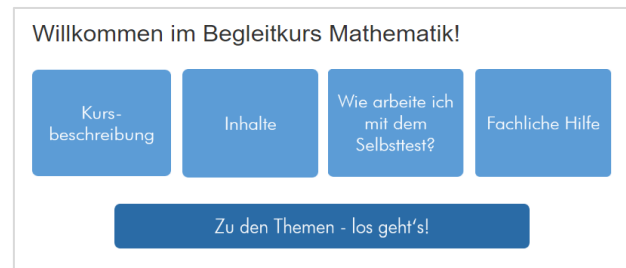 Willkommen im Begleitkurs Mathematik!
Kurs-
beschreibung
Inhalte
Wie arbeite ich
mit dem
Selbsttest?
Fachliche Hilfe
Zu den Themen - los geht's!